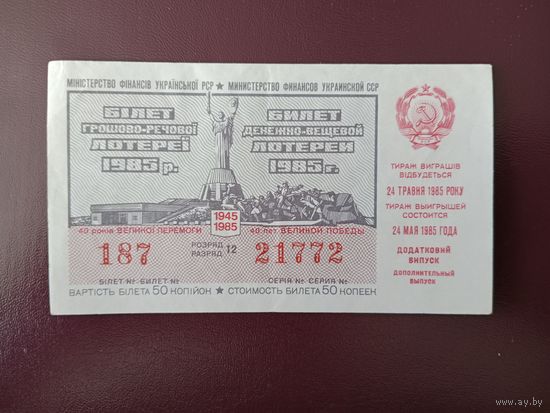 МІНІСТЕРСТВО ФІНАНСІВ УКРАЇНСЬКОЇ РСР ★ МИНИСТЕРСТВО ФИНАНСОВ УКРАИНСКОЙ ССР
БІЛЕТ
ГРОШОВО-РЕЧОВОЇ
ЛОТЕРЕЇ
1985 р.
БИЛЕТ
ДЕНЕЖНО-ВЕЩЕВОЙ
ЛОТЕРЕИ
1985 г.
40 років ВЕЛИКОЇ ПЕРЕМОГИ
1945
1985
40 лет ВЕЛИКОЙ ПОБЕДЫ
187
РОЗРЯД
РАЗРЯД 12
21772
БІЛЕТ № БИЛЕТ №
СЕРІЯ № СЕРИЯ №
ВАРТІСТЬ БІЛЕТА 50 КОПІЙОК ★ СТОИМОСТЬ БИЛЕТА 50 КОПЕЕК
ТИРАЖ ВИГРАШІВ
ВІДБУДЕТЬСЯ
24 ТРАВНЯ 1985 РОКУ
ТИРАЖ ВЫИГРЫШЕЙ
СОСТОИТСЯ
24 МАЯ 1985 ГОДА
ДОДАТКОВИЙ
ВИПУСК
ДОПОЛНИТЕЛЬНЫЙ
ВЫПУСК
www.ay.by